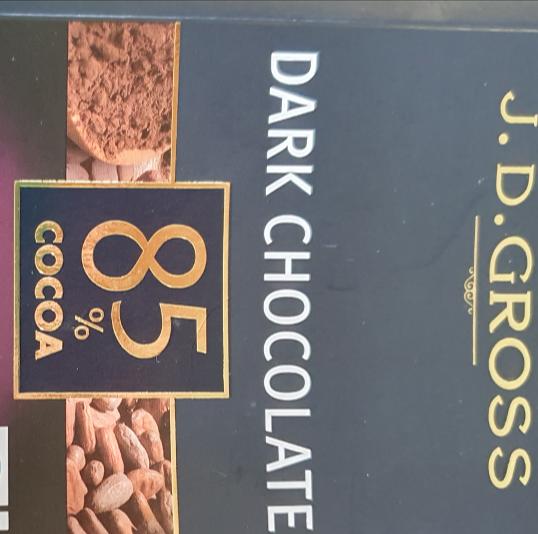 J. D. GROSS
DARK CHOCOLATE
85%
COCOA